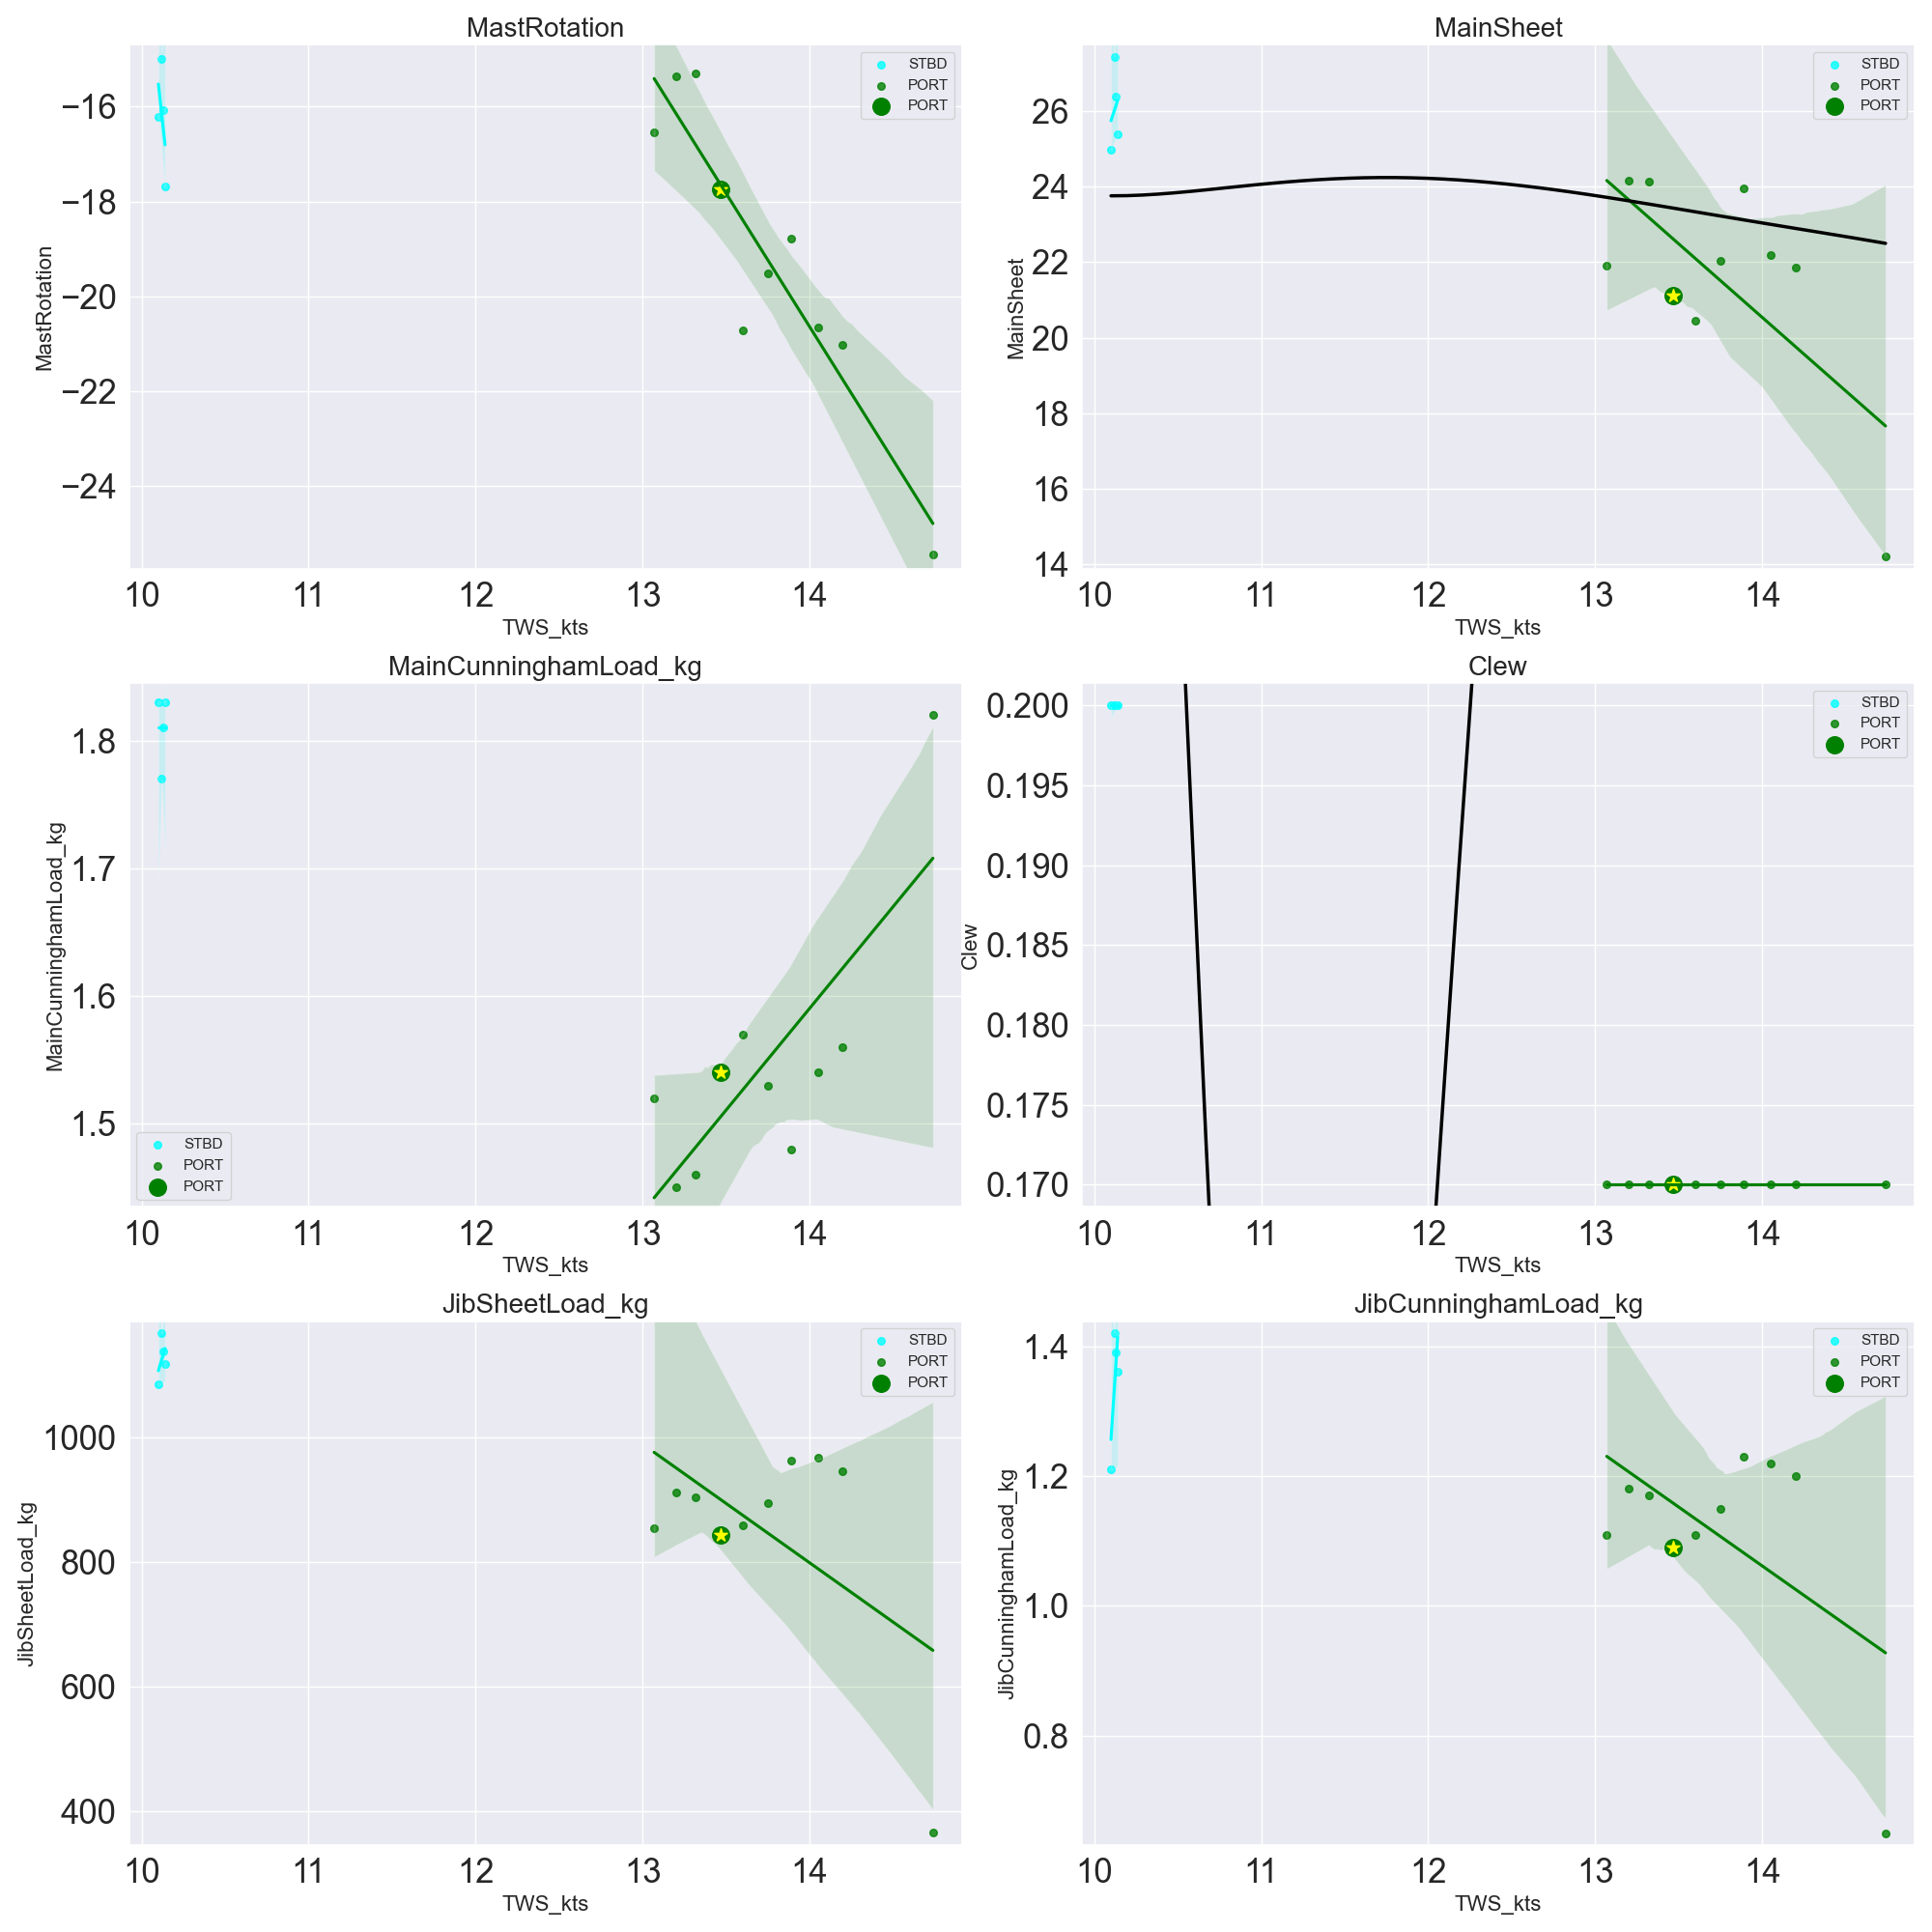 MastRotation
MastRotation
−16
−18
−20
−22
−24
10 11 12 13 14
TWS_kts
STBD
PORT
PORT
MainSheet
MainSheet
26
24
22
20
18
16
14
10 11 12 13 14
TWS_kts
STBD
PORT
PORT
MainCunninghamLoad_kg
MainCunninghamLoad_kg
1.8
1.7
1.6
1.5
10 11 12 13 14
TWS_kts
STBD
PORT
PORT
Clew
Clew
0.200
0.195
0.190
0.185
0.180
0.175
0.170
10 11 12 13 14
TWS_kts
STBD
PORT
PORT
JibSheetLoad_kg
JibSheetLoad_kg
1000
800
600
400
10 11 12 13 14
TWS_kts
STBD
PORT
PORT
JibCunninghamLoad_kg
JibCunninghamLoad_kg
1.4
1.2
1.0
0.8
10 11 12 13 14
TWS_kts
STBD
PORT
PORT